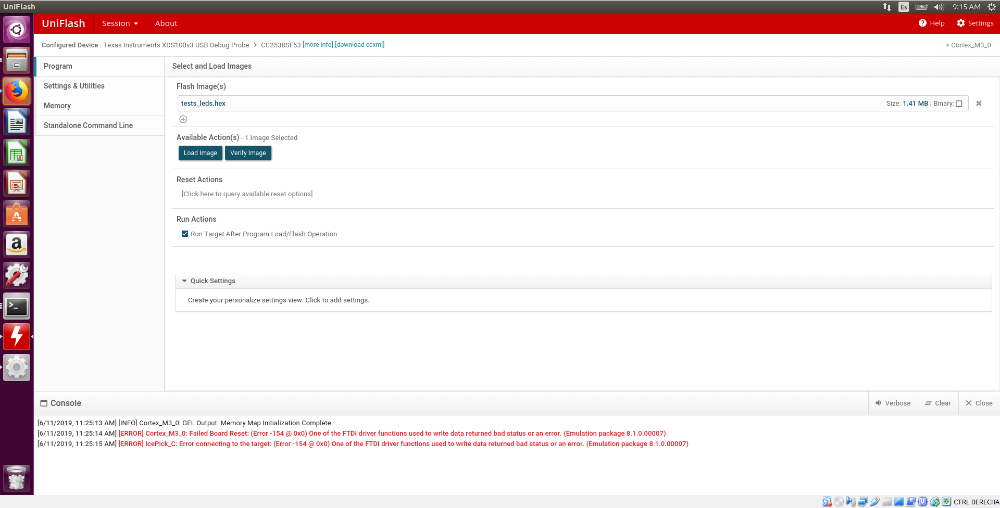 UniFlash
Es
9:15 AM
UniFlash Session About Help Settings
Configured Device : Texas Instruments XDS100v3 USB Debug Probe > CC2538SF53 [more info] [download ccxml] Cortex_M3_0
Program
Settings & Utilities
Memory
Standalone Command Line
Select and Load Images
Flash Image(s)
tests_leds.hex Size: 1.41 MB | Binary:
Available Action(s) - 1 Image Selected
Load Image Verify Image
Reset Actions
[Click here to query available reset options]
Run Actions
Run Target After Program Load/Flash Operation
Quick Settings
Create your personalize settings view. Click to add settings.
Console Verbose Clear Close
[6/11/2019, 11:25:13 AM] [INFO] Cortex_M3_0: GEL Output: Memory Map Initialization Complete.
[6/11/2019, 11:25:14 AM] [ERROR] Cortex_M3_0: Failed Board Reset: (Error -154 @ 0x0) One of the FTDI driver functions used to write data returned bad status or an error. (Emulation package 8.1.0.00007)
[6/11/2019, 11:25:15 AM] [ERROR] IcePick_C: Error connecting to the target: (Error -154 @ 0x0) One of the FTDI driver functions used to write data returned bad status or an error. (Emulation package 8.1.0.00007)
CTRL DERECHA